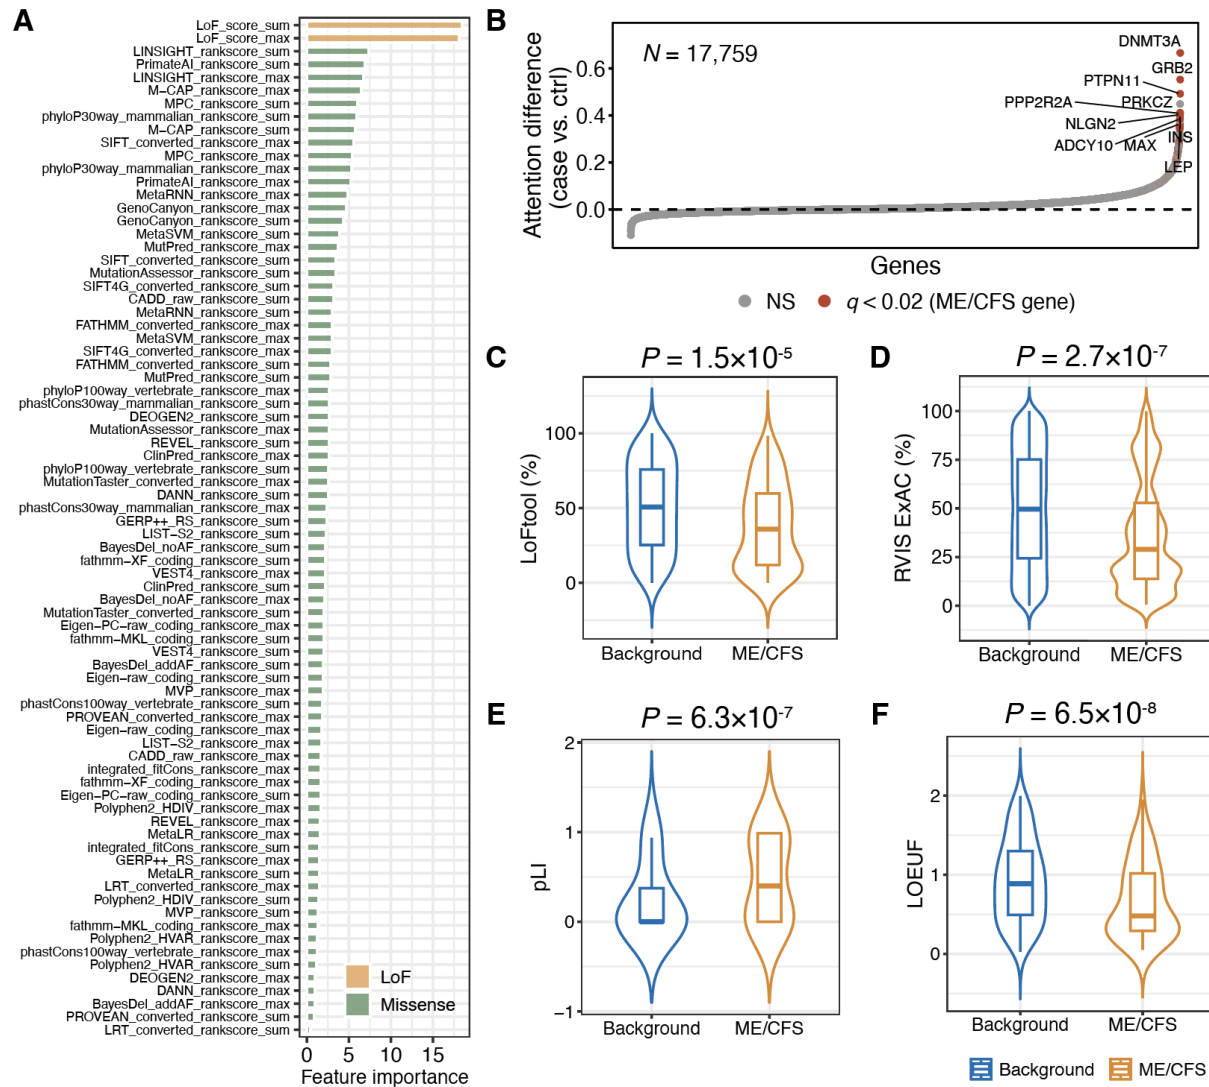 A
LoF_score_sum
LoF_score_max
LINSIGHT_rankscore_sum
PrimateAI_rankscore_sum
LINSIGHT_rankscore_max
M-CAP_rankscore_max
MPC_rankscore_sum
phyloP30way_mammalian_rankscore_sum
M-CAP_rankscore_sum
SIFT_converted_rankscore_max
MPC_rankscore_max
phyloP30way_mammalian_rankscore_max
PrimateAI_rankscore_max
MetaRNN_rankscore_max
GenoCanyon_rankscore_max
GenoCanyon_rankscore_sum
MetaSVM_rankscore_sum
MutPred_rankscore_max
SIFT_converted_rankscore_sum
MutationAssessor_rankscore_sum
SIFT4G_converted_rankscore_sum
CADD_raw_rankscore_sum
MetaRNN_rankscore_sum
FATHMM_converted_rankscore_max
MetaSVM_rankscore_max
SIFT4G_converted_rankscore_max
FATHMM_converted_rankscore_sum
MutPred_rankscore_sum
phyloP100way_vertebrate_rankscore_max
phastCons30way_mammalian_rankscore_sum
DEOGEN2_rankscore_sum
MutationAssessor_rankscore_max
REVEL_rankscore_sum
ClinPred_rankscore_max
phyloP100way_vertebrate_rankscore_sum
MutationTaster_converted_rankscore_max
DANN_rankscore_sum
phastCons30way_mammalian_rankscore_max
GERP++_RS_rankscore_sum
LIST-S2_rankscore_sum
BayesDel_noAF_rankscore_sum
fathmm-XF_coding_rankscore_sum
VEST4_rankscore_max
ClinPred_rankscore_sum
BayesDel_noAF_rankscore_max
MutationTaster_converted_rankscore_sum
Eigen-PC-raw_coding_rankscore_max
fathmm-MKL_coding_rankscore_sum
VEST4_rankscore_sum
BayesDel_addAF_rankscore_sum
Eigen-raw_coding_rankscore_sum
MVP_rankscore_max
phastCons100way_vertebrate_rankscore_sum
PROVEAN_converted_rankscore_max
Eigen-raw_coding_rankscore_max
LIST-S2_rankscore_max
CADD_raw_rankscore_max
integrated_fitCons_rankscore_max
fathmm-XF_coding_rankscore_max
Eigen-PC-raw_coding_rankscore_sum
Polyphen2_HDIV_rankscore_max
REVEL_rankscore_max
MetaLR_rankscore_max
integrated_fitCons_rankscore_sum
GERP++_RS_rankscore_max
MetaLR_rankscore_sum
LRT_converted_rankscore_max
Polyphen2_HDIV_rankscore_sum
MVP_rankscore_sum
fathmm-MKL_coding_rankscore_max
Polyphen2_HVAR_rankscore_max
phastCons100way_vertebrate_rankscore_max
Polyphen2_HVAR_rankscore_sum
DEOGEN2_rankscore_max
DANN_rankscore_max
BayesDel_addAF_rankscore_max
PROVEAN_converted_rankscore_sum
LRT_converted_rankscore_sum
LoF
Missense
0 5 10 15
Feature importance
B
Attention difference
(case vs. ctrl)
0.6
0.4
0.2
0.0
N = 17,759
DNMT3A
GRB2
PTPN11
PPP2R2A
PRKCZ
NLGN2
INS
ADCY10
MAX
LEP
Genes
NS
q < 0.02 (ME/CFS gene)
C
P = 1.5×10-5
LoFtool (%)
100
50
0
Background ME/CFS
D
P = 2.7×10-7
RVIS ExAC (%)
100
75
50
25
0
Background ME/CFS
E
P = 6.3×10-7
pLI
2
1
0
−1
Background ME/CFS
F
P = 6.5×10-8
LOEUF
2
1
0
Background ME/CFS
Background ME/CFS